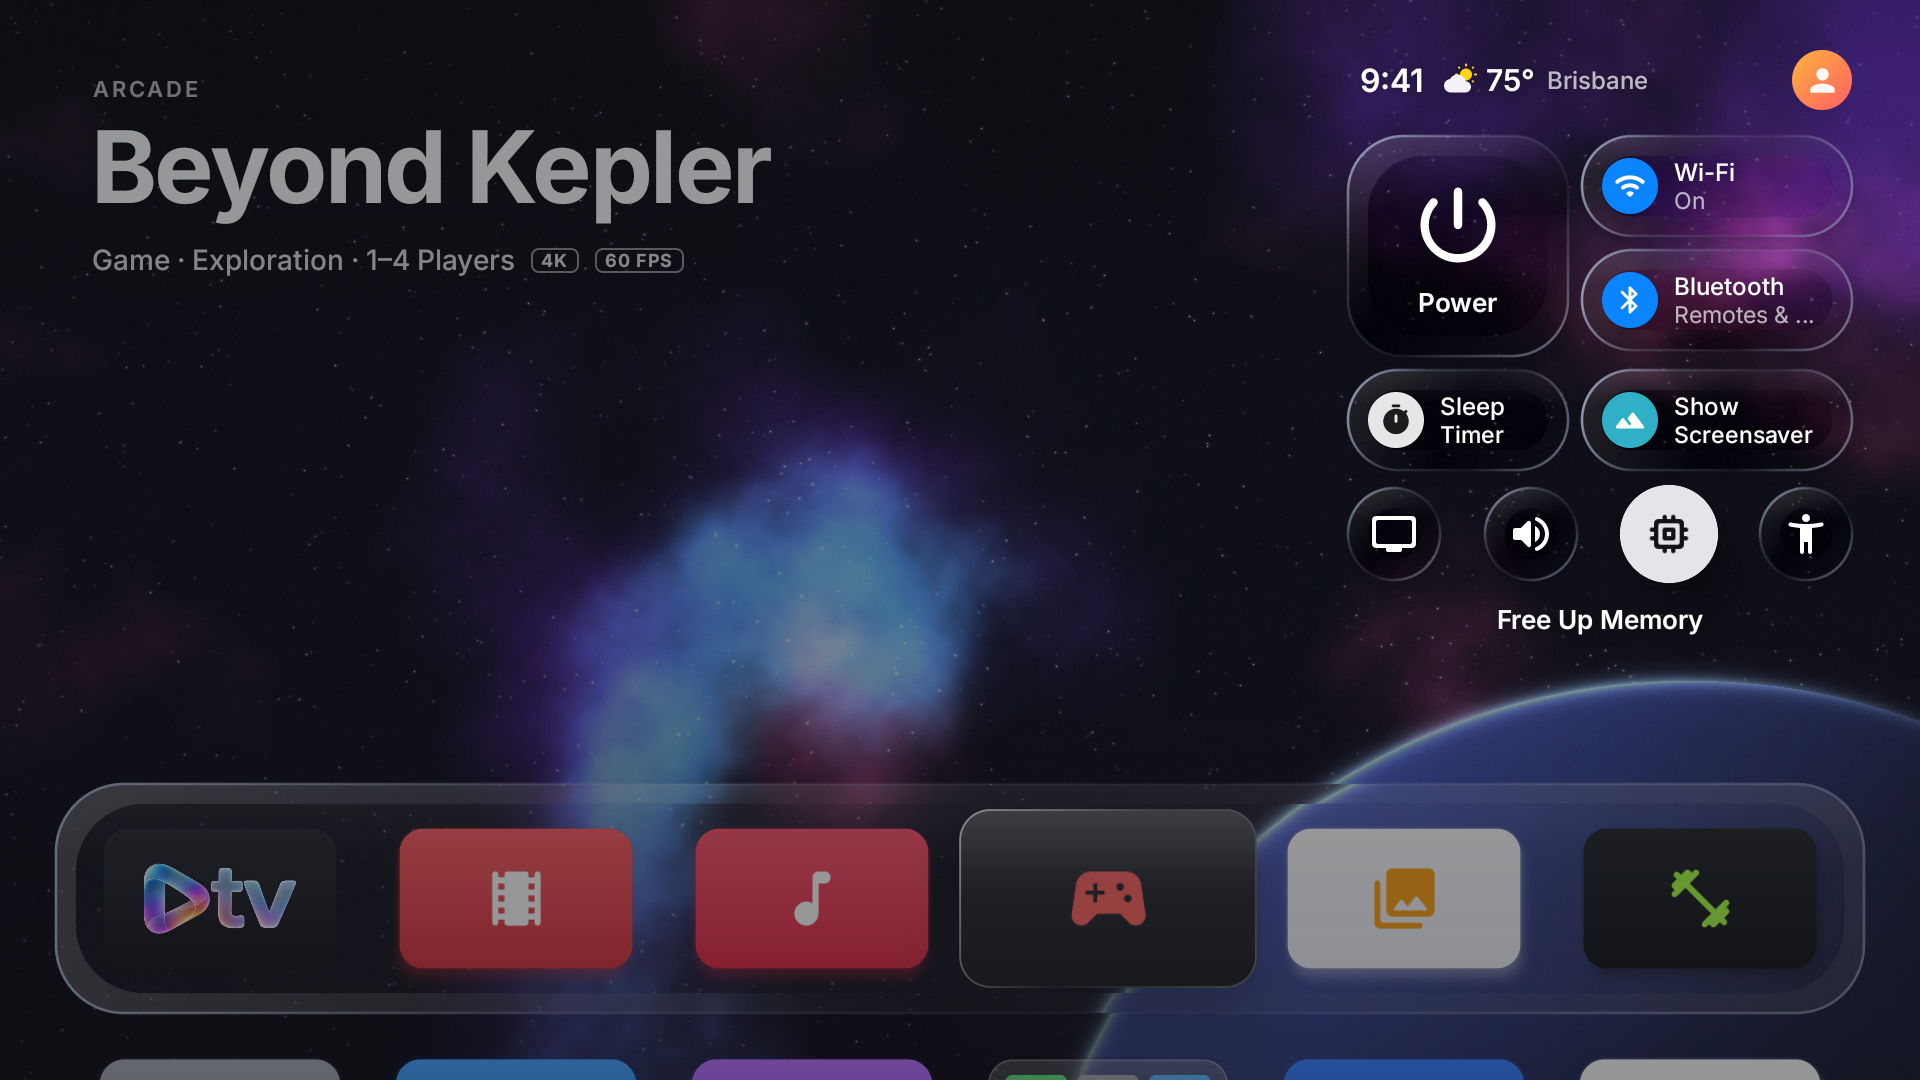 ARCADE
Beyond Kepler
Game · Exploration · 1–4 Players 4K 60 FPS
9:41 75° Brisbane
Power
Wi-Fi
On
Bluetooth
Remotes & ...
Sleep
Timer
Show
Screensaver
Free Up Memory
tv